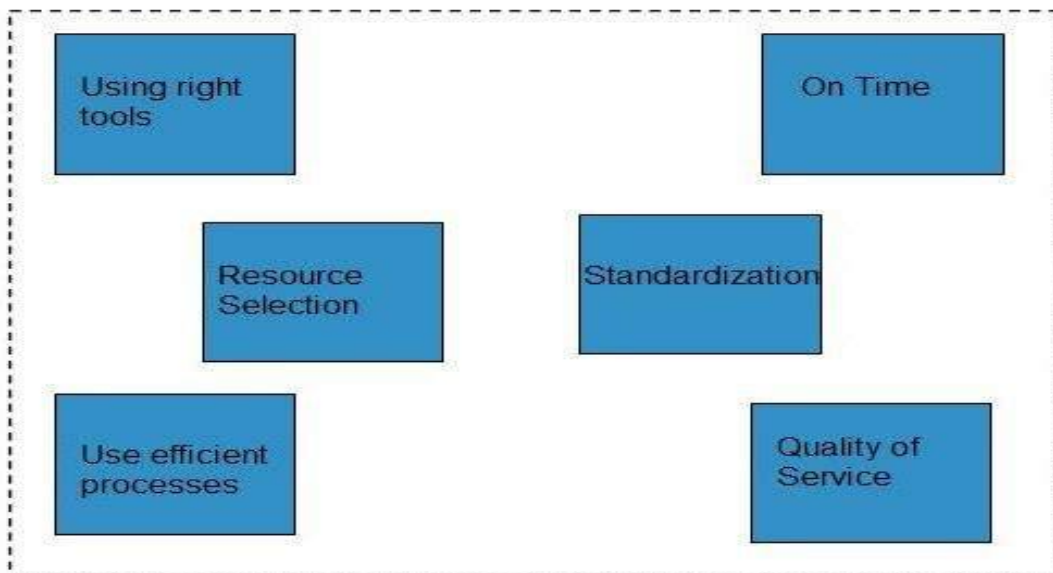 Using right
tools
On Time
Resource
Selection
Standardization
Use efficient
processes
Quality of
Service